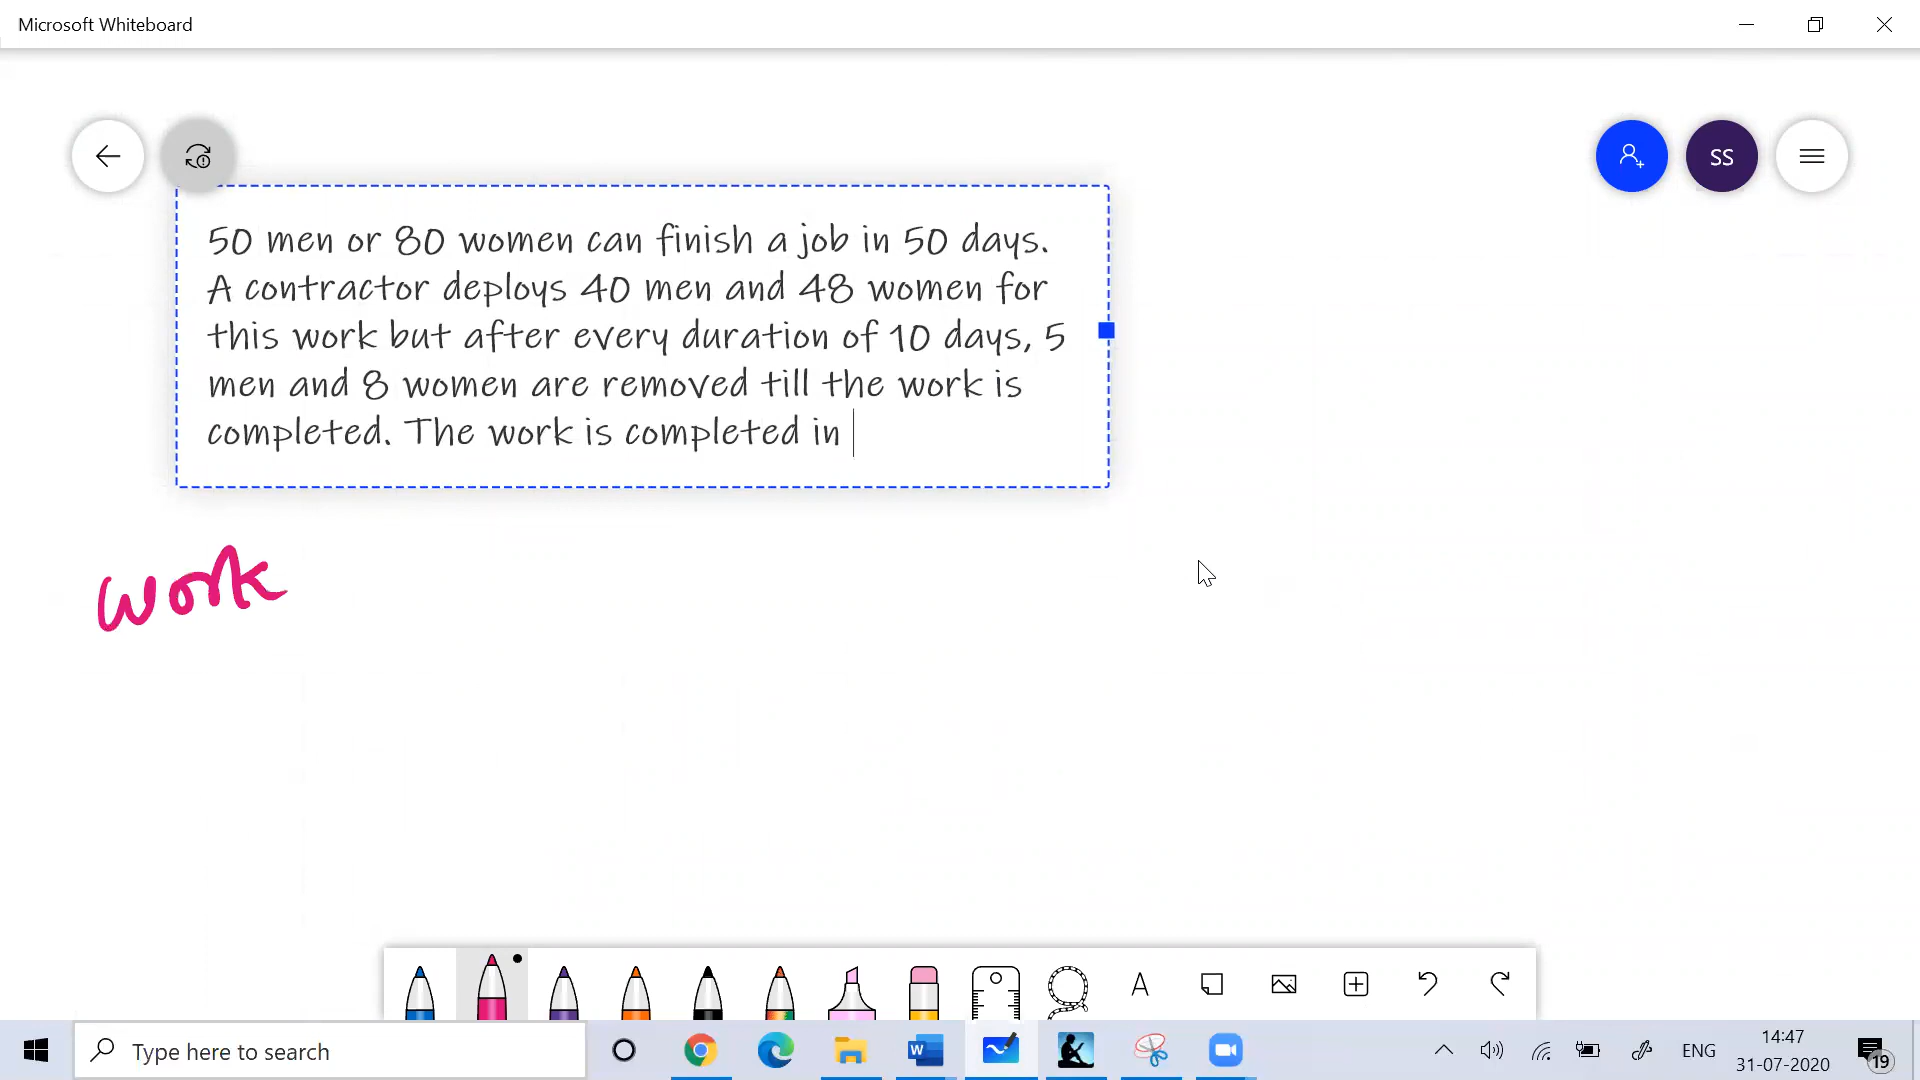 Microsoft Whiteboard
SS
50 men or 80 women can finish a job in 50 days.
A contractor deploys 40 men and 48 women for
this work but after every duration of 10 days, 5
men and 8 women are removed till the work is
completed. The work is completed in
work
A
Type here to search
ENG
14:47
31-07-2020
19